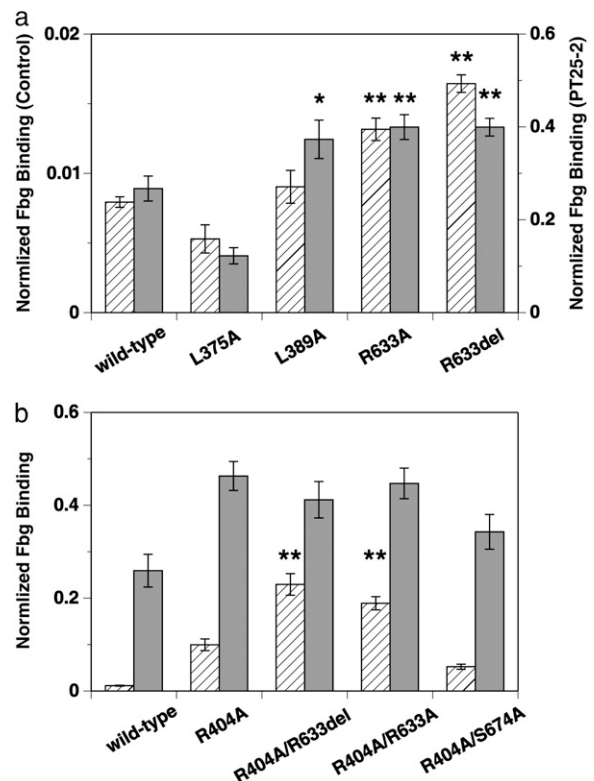 a
Normlized Fbg Binding (Control)
0.02
0.01
0
Normlized Fbg Binding (PT25-2)
0.6
0.4
0.2
0
*
**
**
**
**
wild-type
L375A
L389A
R633A
R633del
b
Normlized Fbg Binding
0.6
0.4
0.2
0
**
**
wild-type
R404A
R404A/R633del
R404A/R633A
R404A/S674A